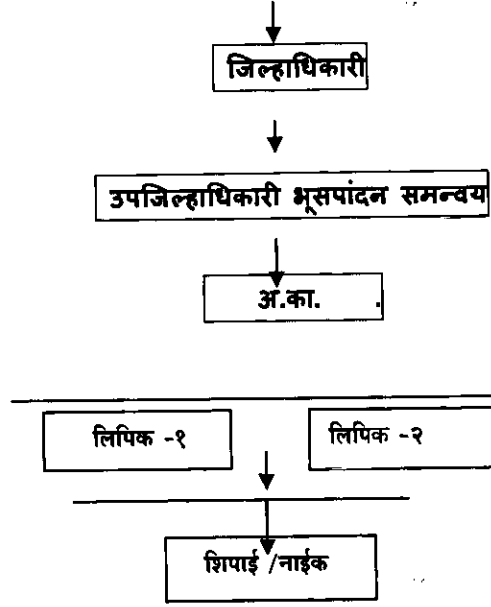 जिल्हाधिकारी
उपजिल्हाधिकारी भूसपांदन समन्वय
अ.का.
लिपिक -१ लिपिक -२
शिपाई /नाईक